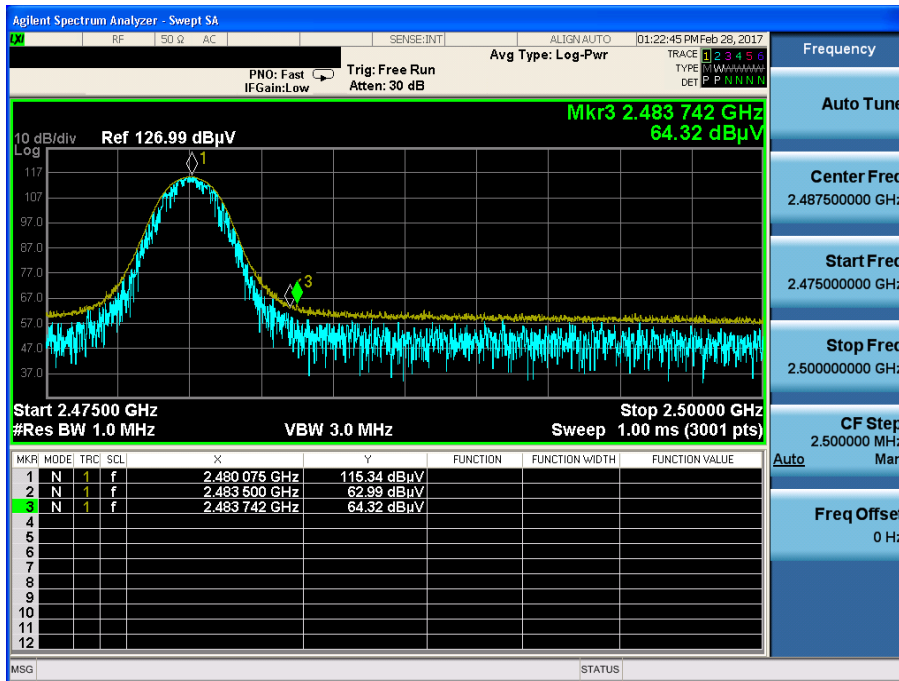 Agilent Spectrum Analyzer - Swept SA
LXI RF 50 Ω AC SENSE:INT ALIGN AUTO 01:22:45 PM Feb 28, 2017
Avg Type: Log-Pwr TRACE 1 2 3 4 5 6
PNO: Fast Trig: Free Run TYPE M WWWWW
IFGain:Low Atten: 30 dB DET P P N N N N
Mkr3 2.483 742 GHz
64.32 dBµV
10 dB/div Ref 126.99 dBµV
Log
117
107
97.0
87.0
77.0
67.0
57.0
47.0
37.0
1
3
Start 2.47500 GHz Stop 2.50000 GHz
#Res BW 1.0 MHz VBW 3.0 MHz Sweep 1.00 ms (3001 pts)
MKR MODE TRC SCL X Y FUNCTION FUNCTION WIDTH FUNCTION VALUE
1 N 1 f 2.480 075 GHz 115.34 dBµV
2 N 1 f 2.483 500 GHz 62.99 dBµV
3 N 1 f 2.483 742 GHz 64.32 dBµV
4
5
6
7
8
9
10
11
12
MSG STATUS
Frequency
Auto Tune
Center Freq
2.487500000 GHz
Start Freq
2.475000000 GHz
Stop Freq
2.500000000 GHz
CF Step
2.500000 MHz
Auto Man
Freq Offset
0 Hz